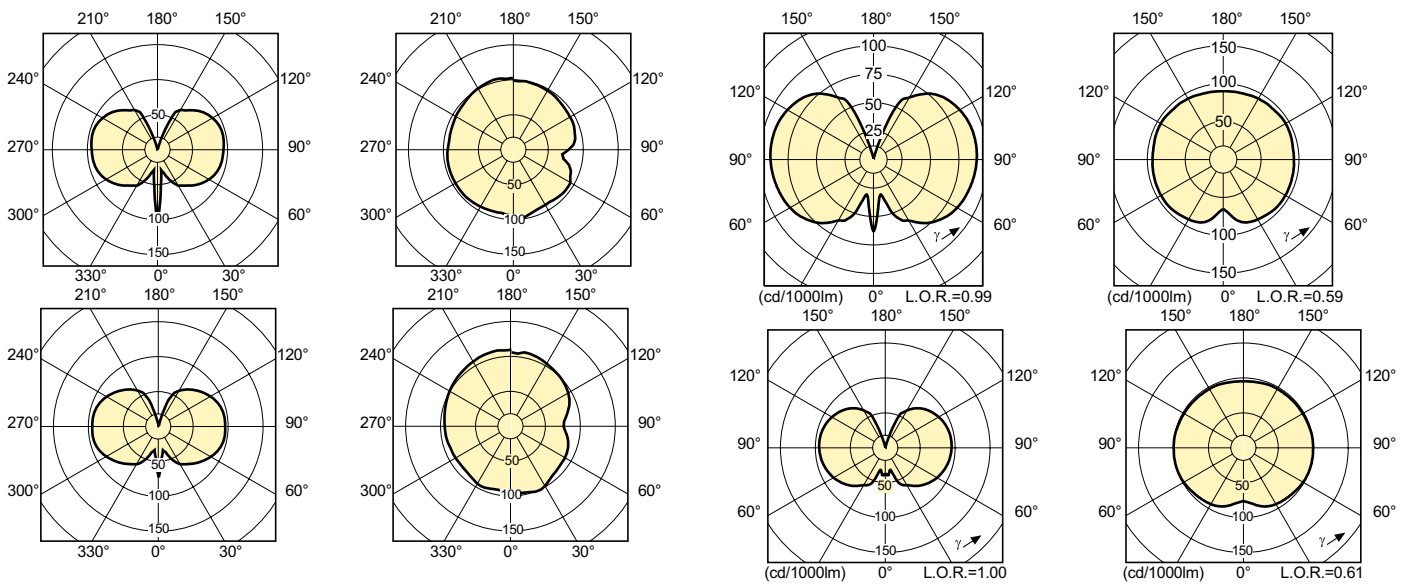 210° 180° 150°
240° 120°
50
270° 90°
300° 60°
100
150
330° 0° 30°
210° 180° 150°
240° 120°
270° 90°
50
300° 60°
100
150
330° 0° 30°
150° 180° 150°
100
75
120° 120°
50
25
90° 90°
60° 60°
γ
(cd/1000lm) 0° L.O.R.=0.99
150° 180° 150°
150
120° 100 120°
50
90° 90°
60° 60°
100
γ
150
(cd/1000lm) 0° L.O.R.=0.59
210° 180° 150°
240° 120°
270° 90°
50
300° 60°
100
150
330° 0° 30°
210° 180° 150°
240° 120°
270° 90°
50
300° 60°
100
150
330° 0° 30°
150° 180° 150°
120° 120°
90° 90°
50
60° 60°
100
γ
150
(cd/1000lm) 0° L.O.R.=1.00
150° 180° 150°
120° 120°
90° 90°
50
60° 60°
100
γ
150
(cd/1000lm) 0° L.O.R.=0.61